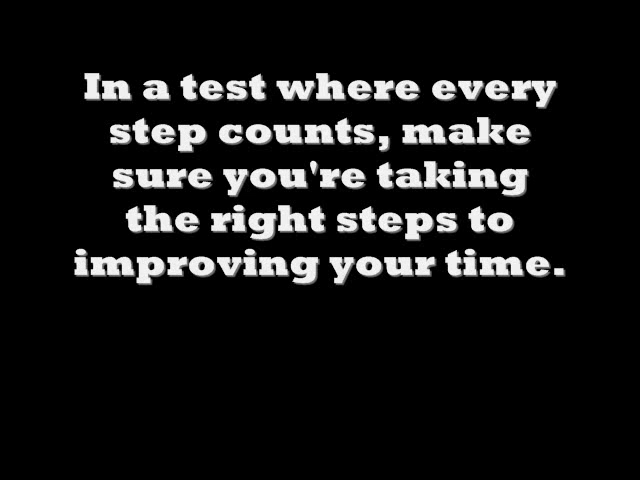 In a test where every
step counts, make
sure you're taking
the right steps to
improving your time.